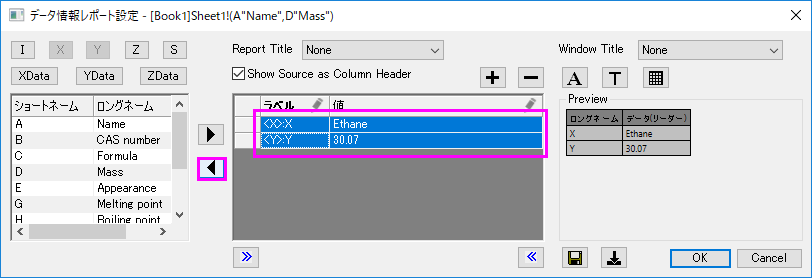 データ情報レポート設定 - [Book1]Sheet1!(A"Name",D"Mass")
I X Y Z S
XData YData ZData
Report Title None
Show Source as Column Header
Window Title None
A T
ショートネーム ロングネーム
A Name
B CAS number
C Formula
D Mass
E Appearance
G Melting point
H Boiling point
ラベル 値
<X>:X Ethane
<Y>:Y 30.07
Preview
ロングネーム データ(リーダー)
X Ethane
Y 30.07
OK Cancel